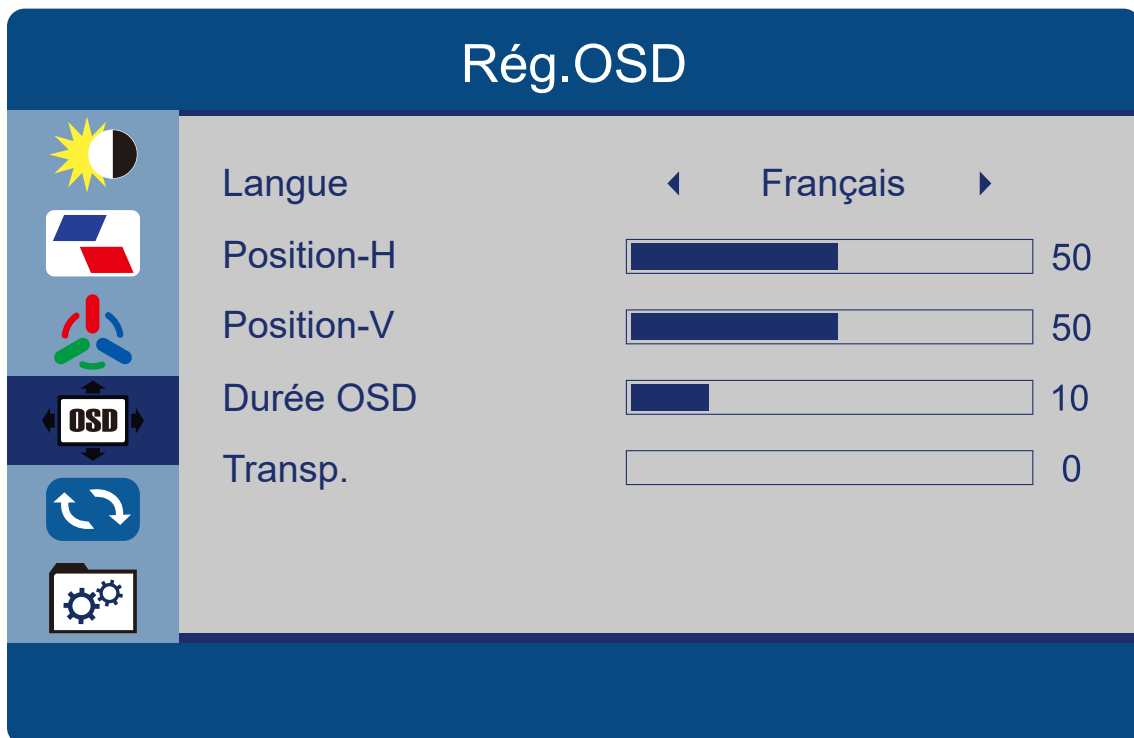 Rég.OSD
Langue Français
Position-H 50
Position-V 50
Durée OSD 10
OSD
Transp. 0